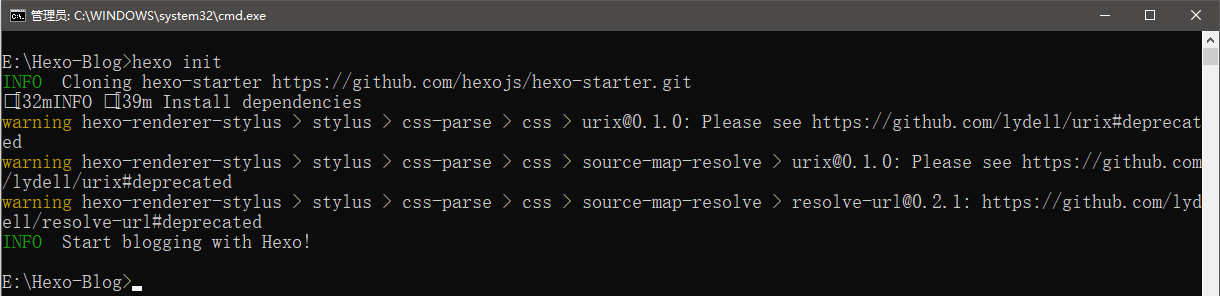 管理员: C:\WINDOWS\system32\cmd.exe
E:\Hexo-Blog>hexo init
INFO  Cloning hexo-starter https://github.com/hexojs/hexo-starter.git
□[32mINFO □[39m Install dependencies
warning hexo-renderer-stylus > stylus > css-parse > css > urix@0.1.0: Please see https://github.com/lydell/urix#deprecat
ed
warning hexo-renderer-stylus > stylus > css-parse > css > source-map-resolve > urix@0.1.0: Please see https://github.com
/lydell/urix#deprecated
warning hexo-renderer-stylus > stylus > css-parse > css > source-map-resolve > resolve-url@0.2.1: https://github.com/lyd
ell/resolve-url#deprecated
INFO  Start blogging with Hexo!
E:\Hexo-Blog>